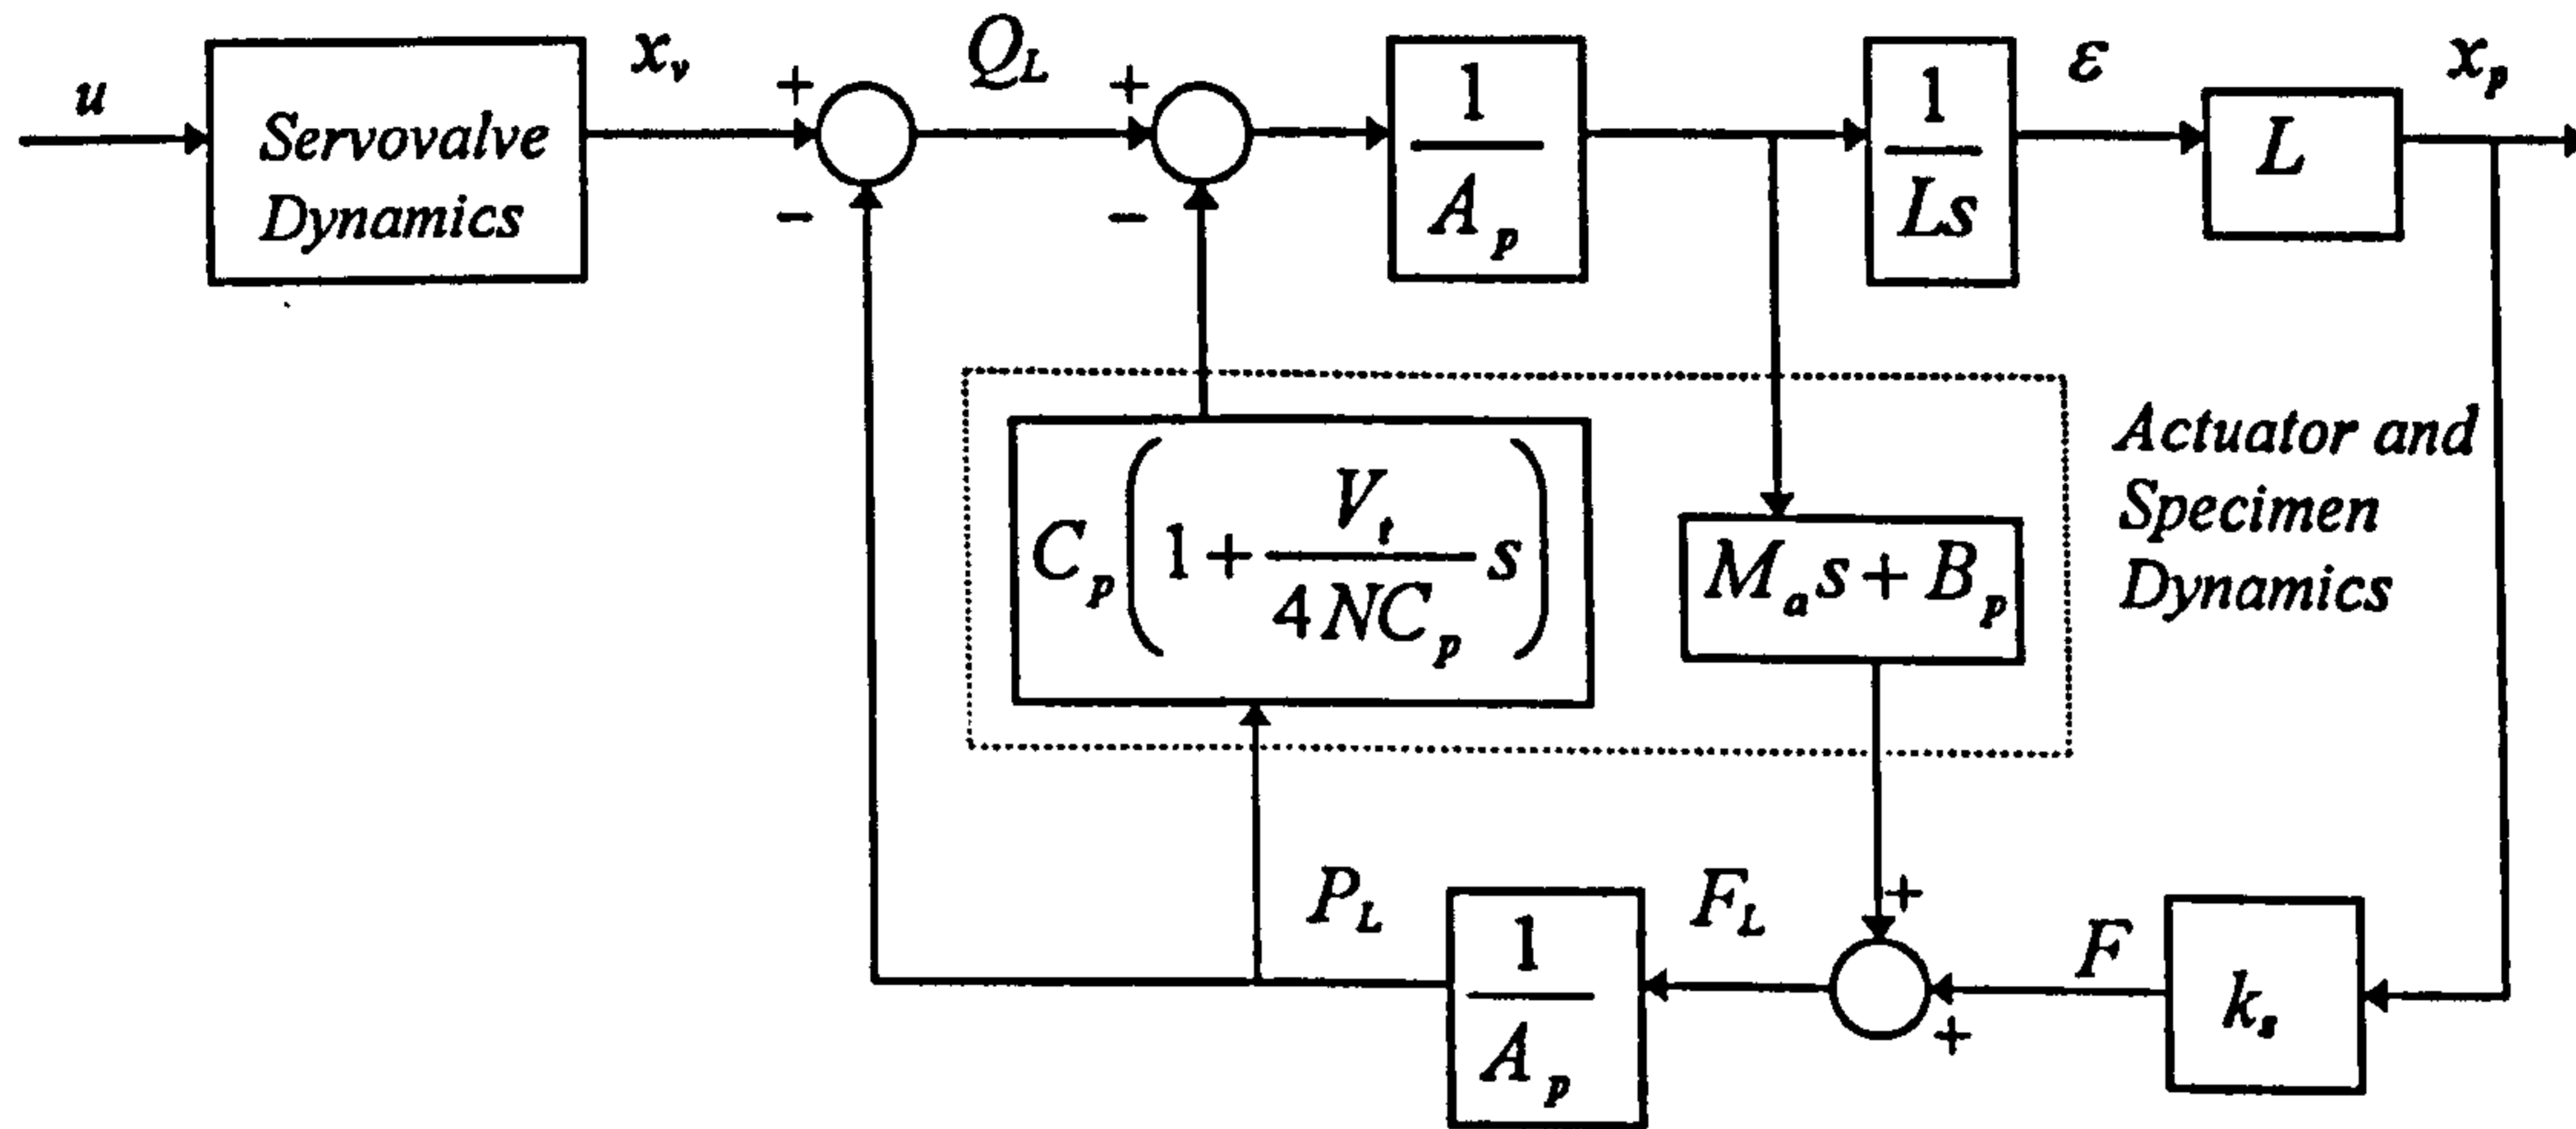 u
Servovalve
Dynamics
x_v
+
−
Q_L
+
−
1
A_p
1
Ls
ε
L
x_p
C_p(1+V_t/4NC_p s)
M_a s+B_p
Actuator and
Specimen
Dynamics
P_L
1
A_p
F_L
+
+
F
k_s